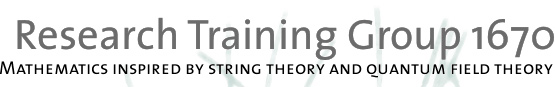 Research Training Group 1670
Mathematics inspired by string theory and quantum field theory